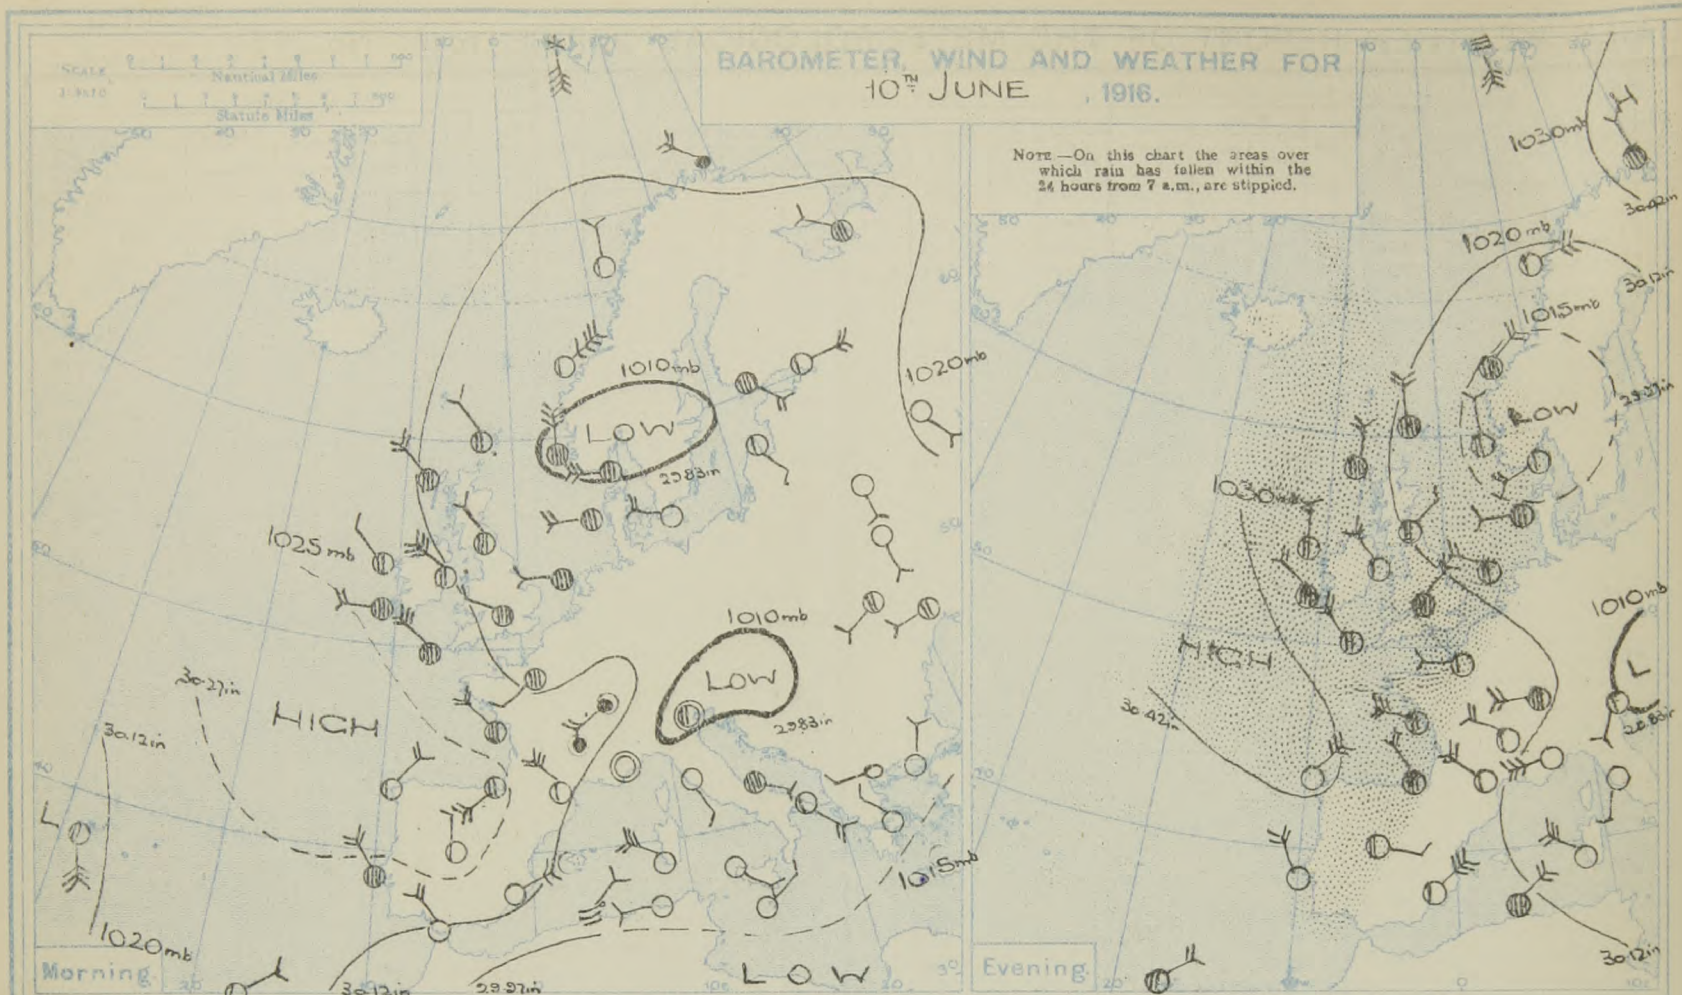 BAROMETER, WIND AND WEATHER FOR
10TH JUNE , 1916.
SCALE
Nautical Miles
Statute Miles
NOTE.—On this chart the areas over
which rain has fallen within the
24 hours from 7 a.m., are stippled.
1010mb
LOW
29.83in
1020mb
1025mb
1010mb
LOW
29.83in
30.27in
HIGH
30.12in
1020mb
1015mb
30.12in
29.97in
LOW
Morning.
1030mb
30.42in
1020mb
30.12in
1015mb
LOW
1030mb
HIGH
30.42in
1010mb
L
29.83in
30.12in
Evening.